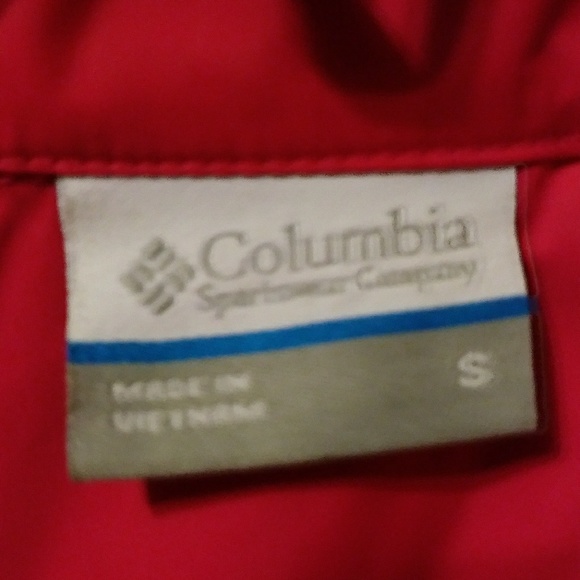 Columbia
Sportswear Company
S
MADE IN
VIETNAM